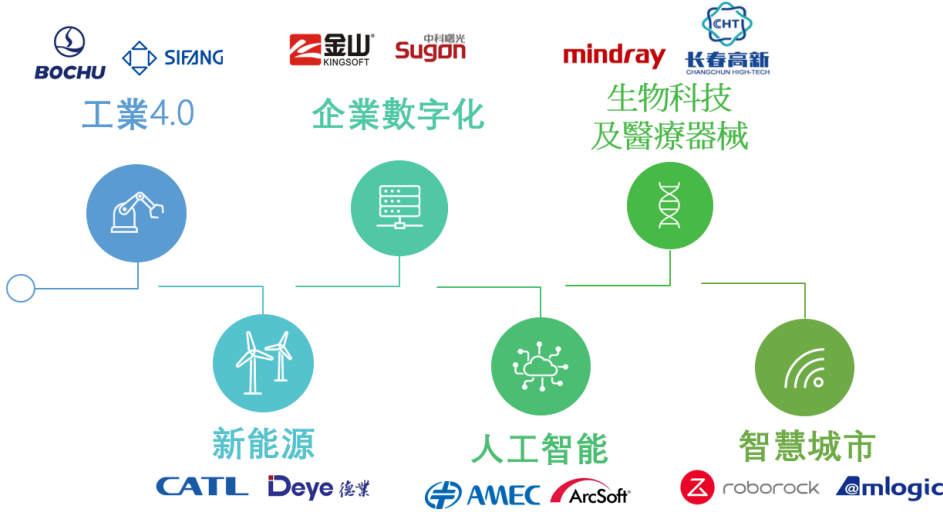 BOCHU
SIFANG
金山
KINGSOFT
中科曙光
Sugon
mindray
CHTI
长春高新
CHANGCHUN HIGH-TECH
工業4.0
企業數字化
生物科技
及醫療器械
新能源
人工智能
智慧城市
CATL
Deye 德業
AMEC
ArcSoft
roborock
@mlogic